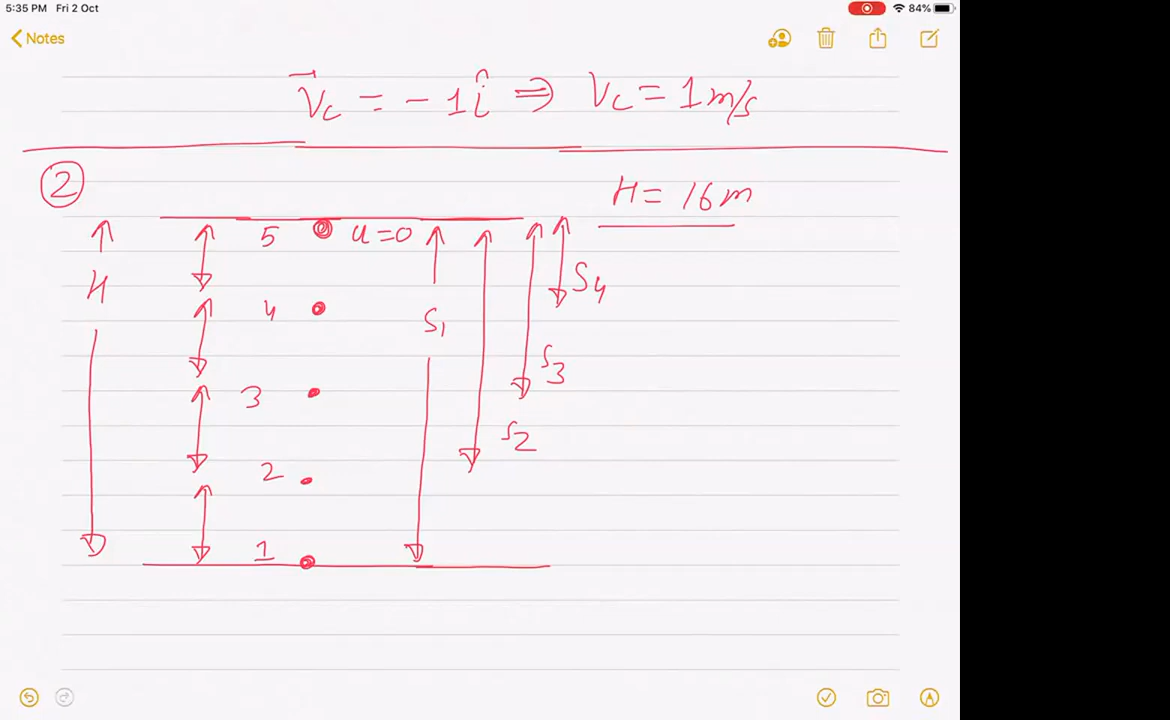 5:35 PM Fri 2 Oct
84%
Notes
v⃗c = - 1î ⇒ Vc = 1 m/s
2
H = 16m
5 u=0
H
S4
4
S1
S3
3
S2
2
1